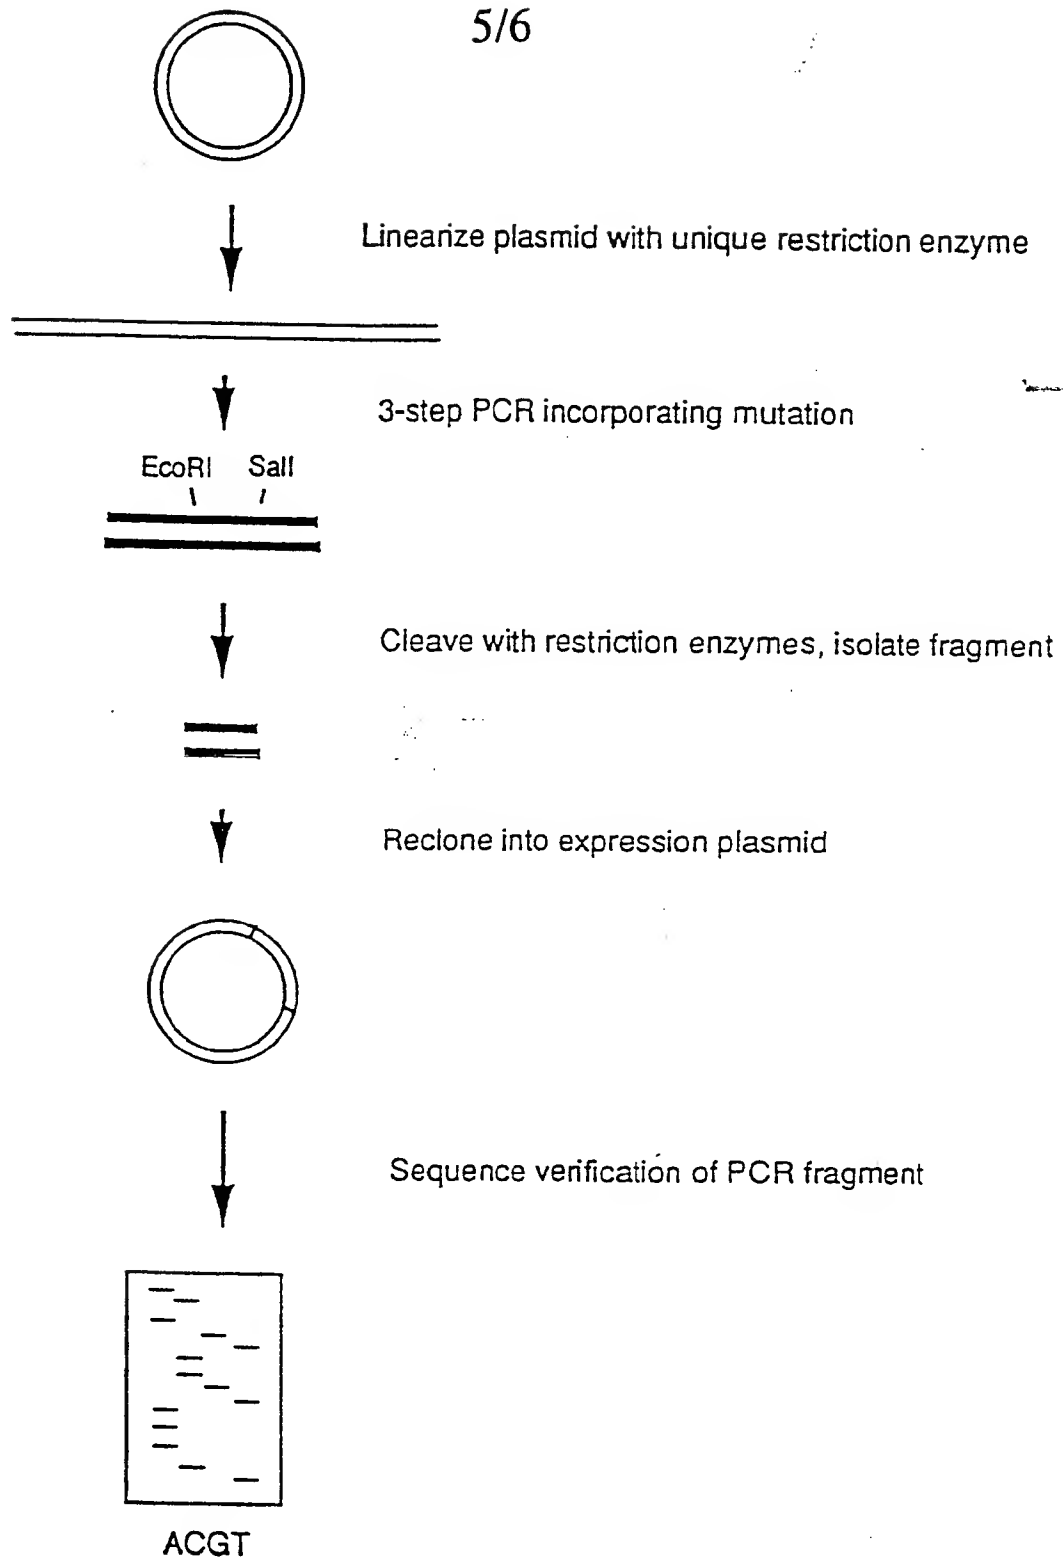 5/6
Linearize plasmid with unique restriction enzyme
3-step PCR incorporating mutation
EcoRI SalI
Cleave with restriction enzymes, isolate fragment
Reclone into expression plasmid
Sequence verification of PCR fragment
ACGT